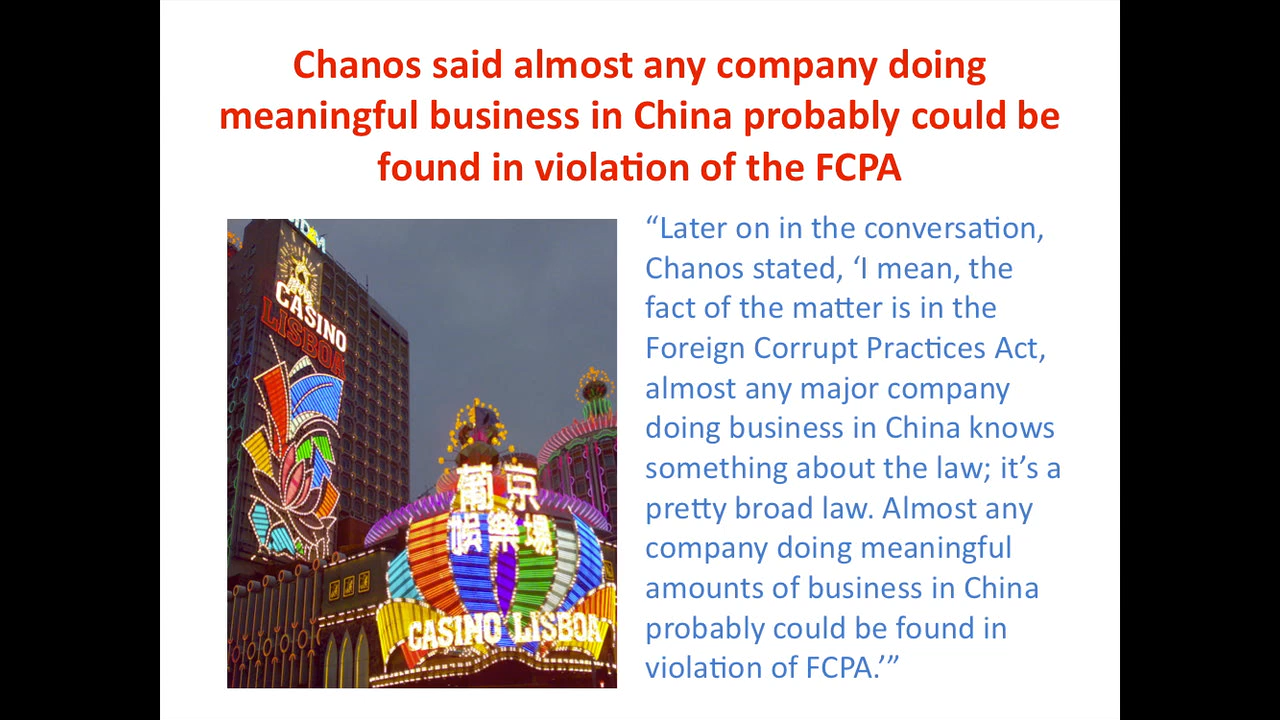 Chanos said almost any company doing
meaningful business in China probably could be
found in violation of the FCPA
“Later on in the conversation,
Chanos stated, ‘I mean, the
fact of the matter is in the
Foreign Corrupt Practices Act,
almost any major company
doing business in China knows
something about the law; it’s a
pretty broad law. Almost any
company doing meaningful
amounts of business in China
probably could be found in
violation of FCPA.’”
CASINO
LISBOA
葡京
娛樂場
CASINO LISBOA